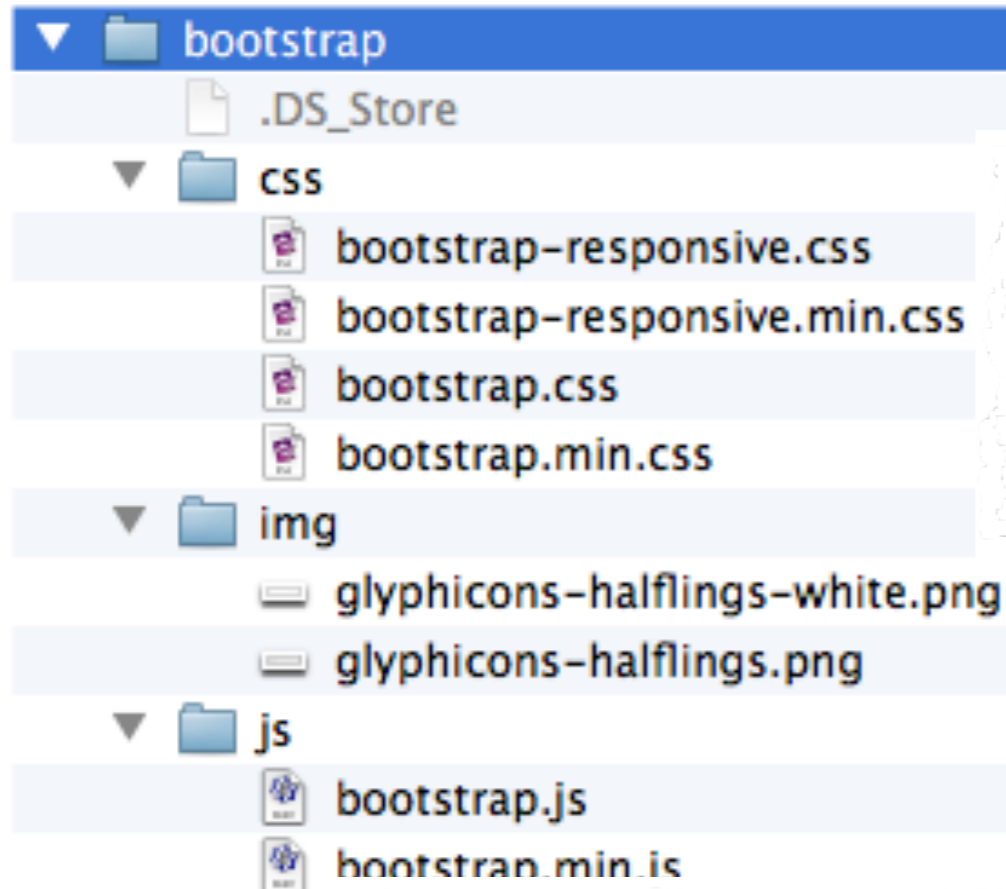 bootstrap
.DS_Store
css
bootstrap-responsive.css
bootstrap-responsive.min.css
bootstrap.css
bootstrap.min.css
img
glyphicons-halflings-white.png
glyphicons-halflings.png
js
bootstrap.js
bootstrap.min.js